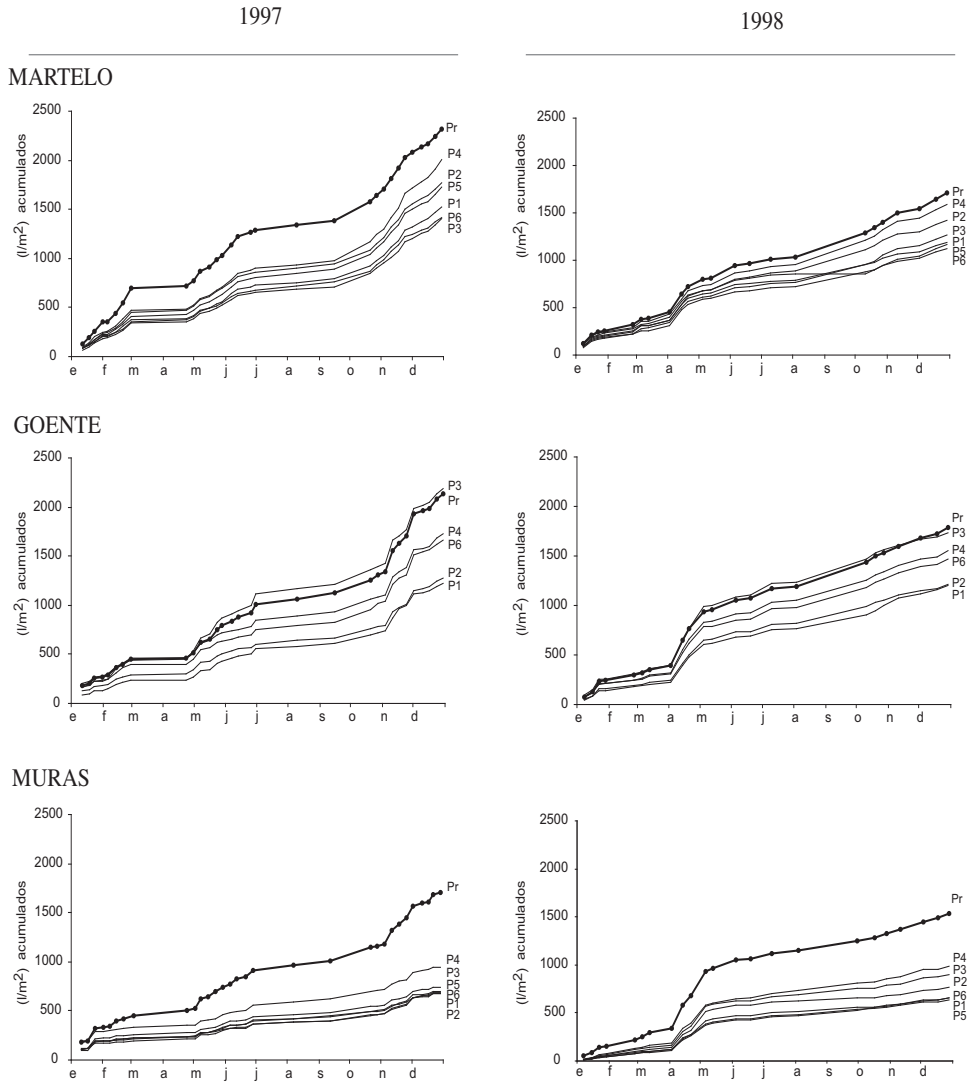 1997
1998
MARTELO
(l/m2) acumulados
2500
2000
1500
1000
500
0
e f m a m j j a s o n d
Pr
P4
P2
P5
P1
P6
P3
(l/m2) acumulados
2500
2000
1500
1000
500
0
e f m a m j j a s o n d
Pr
P4
P2
P3
P1
P5
P6
GOENTE
(l/m2) acumulados
2500
2000
1500
1000
500
0
e f m a m j j a s o n d
P3
Pr
P4
P6
P2
P1
(l/m2) acumulados
2500
2000
1500
1000
500
0
e f m a m j j a s o n d
Pr
P3
P4
P6
P2
P1
MURAS
(l/m2) acumulados
2500
2000
1500
1000
500
0
e f m a m j j a s o n d
Pr
P4
P3
P5
P6
P1
P2
(l/m2) acumulados
2500
2000
1500
1000
500
0
e f m a m j j a s o n d
Pr
P4
P3
P2
P6
P1
P5